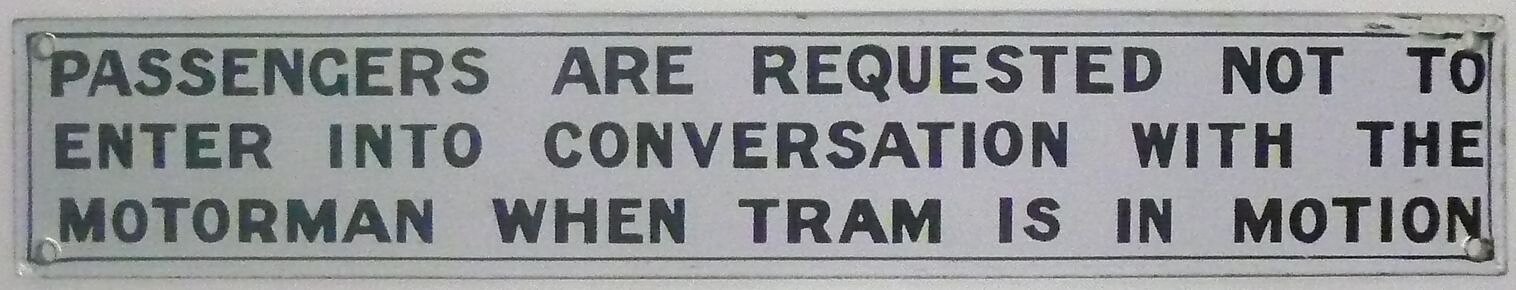 PASSENGERS ARE REQUESTED NOT TO
ENTER INTO CONVERSATION WITH THE
MOTORMAN WHEN TRAM IS IN MOTION